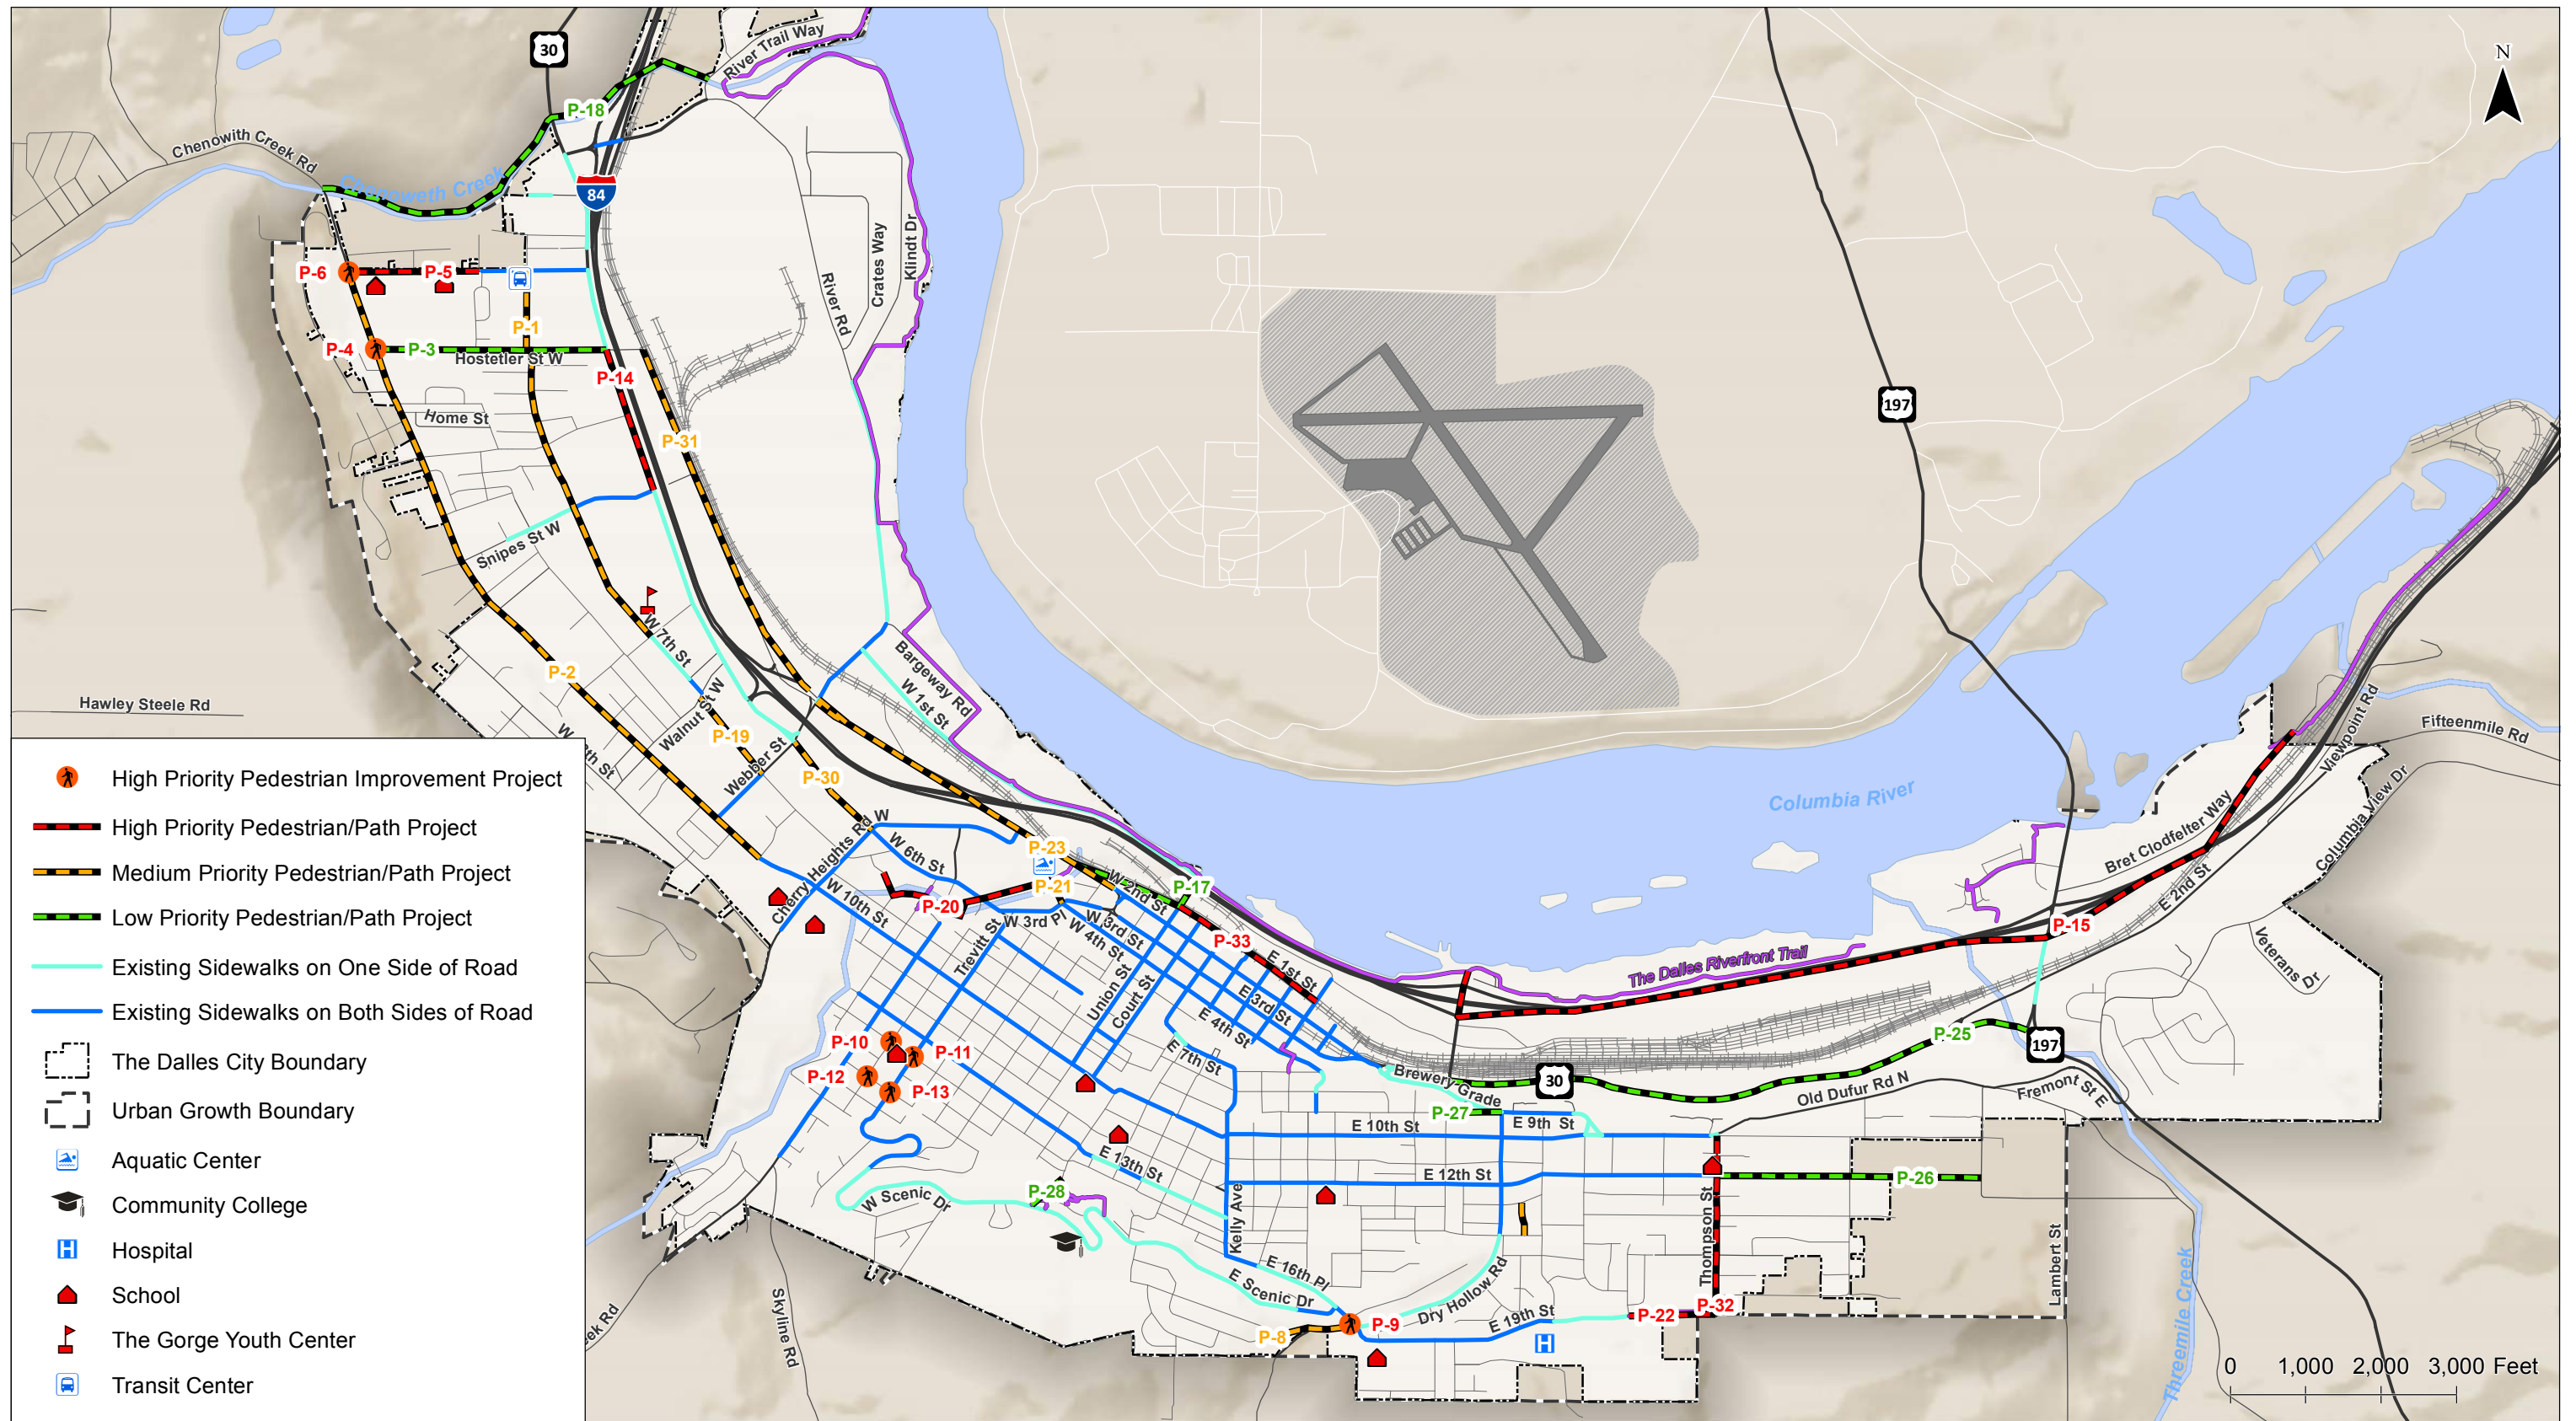 30
River Trail Way
N
P-18
Chenowith Creek Rd
Chenoweth Creek
84
Crates Way
Klindt Dr
River Rd
P-6
P-5
P-1
P-4
P-3
Hostetler St W
P-14
Home St
197
P-31
Snipes St W
W 7th St
P-2
Bargeway Rd
W 1st St
Hawley Steele Rd
Walnut St W
P-19
Webber St
P-30
Columbia River
Viewpoint Rd
Fifteenmile Rd
Columbia View Dr
Bret Clodfelter Way
E 2nd St
P-15
Veterans Dr
Cherry Heights Rd W
W 6th St
P-23
P-21
W 2nd St
P-17
W 10th St
P-20
W 3rd Pl
W 3rd St
W 4th St
P-33
Trevitt St
E 1st St
The Dalles Riverfront Trail
Union St
Court St
E 3rd St
E 4th St
E 7th St
P-10
P-11
P-12
P-13
P-25
197
Brewery Grade
30
Old Dufur Rd N
Fremont St E
P-27
E 10th St
E 9th St
E 13th St
E 12th St
P-26
P-28
W Scenic Dr
Kelly Ave
Thompson St
Lambert St
E 16th Pl
E Scenic Dr
Dry Hollow Rd
E 19th St
P-8
P-9
P-22
P-32
Skyline Rd
Threemile Creek
High Priority Pedestrian Improvement Project
High Priority Pedestrian/Path Project
Medium Priority Pedestrian/Path Project
Low Priority Pedestrian/Path Project
Existing Sidewalks on One Side of Road
Existing Sidewalks on Both Sides of Road
The Dalles City Boundary
Urban Growth Boundary
Aquatic Center
Community College
H
Hospital
School
The Gorge Youth Center
Transit Center
H
0 1,000 2,000 3,000 Feet